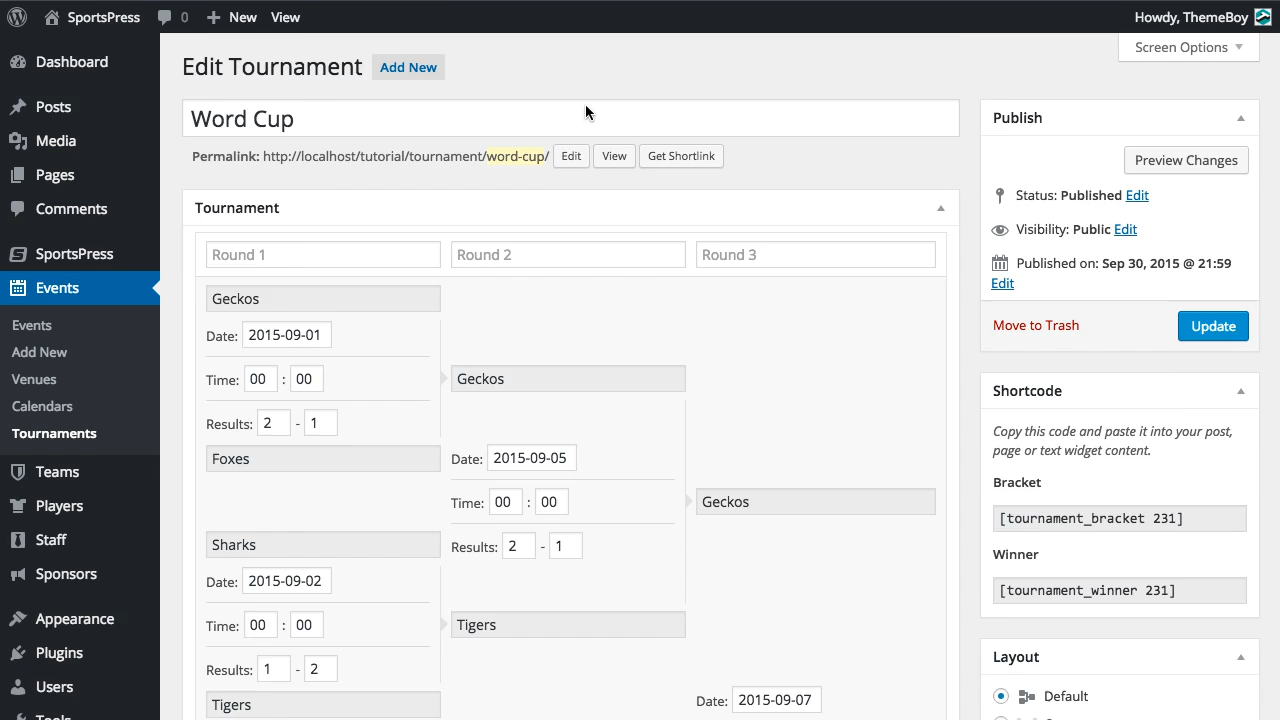 SportsPress 0 New View Howdy, ThemeBoy
Screen Options
Dashboard
Posts
Media
Pages
Comments
SportsPress
Events
Events
Add New
Venues
Calendars
Tournaments
Teams
Players
Staff
Sponsors
Appearance
Plugins
Users
Tools
Edit Tournament Add New
Word Cup
Permalink: http://localhost/tutorial/tournament/word-cup/ Edit View Get Shortlink
Tournament
Round 1 Round 2 Round 3
Geckos
Date: 2015-09-01
Time: 00 : 00
Results: 2 - 1
Foxes
Geckos
Date: 2015-09-05
Time: 00 : 00
Results: 2 - 1
Geckos
Sharks
Date: 2015-09-02
Time: 00 : 00
Results: 1 - 2
Tigers
Tigers
Date: 2015-09-07
Publish
Preview Changes
Status: Published Edit
Visibility: Public Edit
Published on: Sep 30, 2015 @ 21:59
Edit
Move to Trash Update
Shortcode
Copy this code and paste it into your post,
page or text widget content.
Bracket
[tournament_bracket 231]
Winner
[tournament_winner 231]
Layout
Default